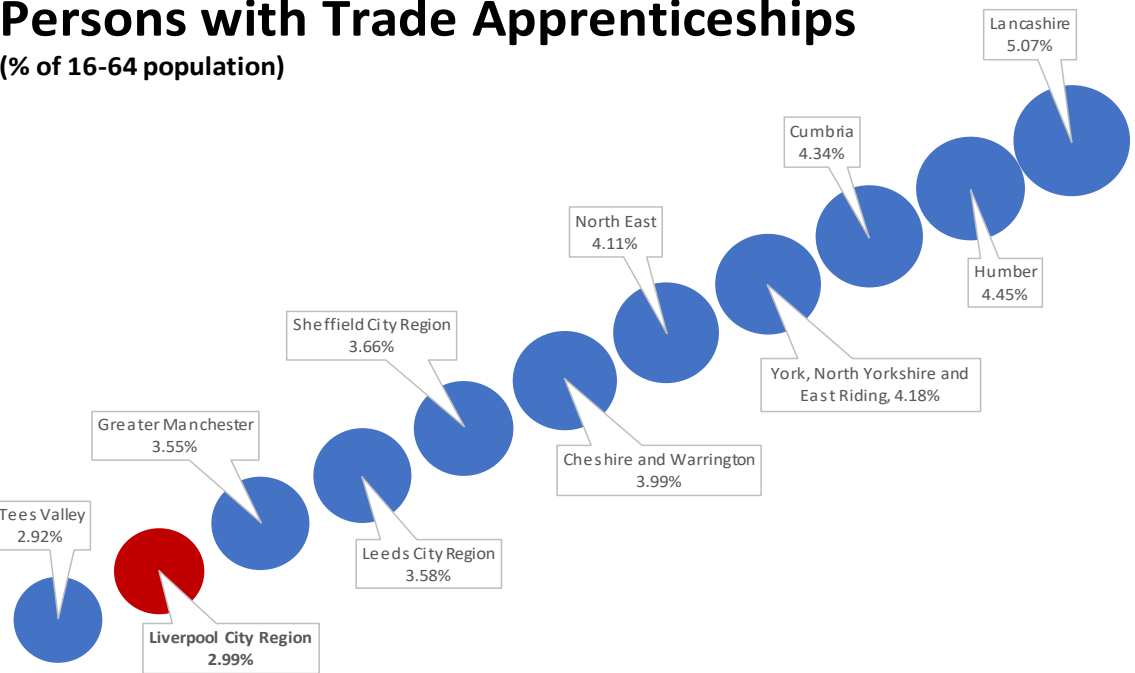 Persons with Trade Apprenticeships
(% of 16-64 population)
Lancashire
5.07%
Cumbria
4.34%
North East
4.11%
Humber
4.45%
Sheffield City Region
3.66%
York, North Yorkshire and
East Riding, 4.18%
Greater Manchester
3.55%
Cheshire and Warrington
3.99%
Tees Valley
2.92%
Leeds City Region
3.58%
Liverpool City Region
2.99%